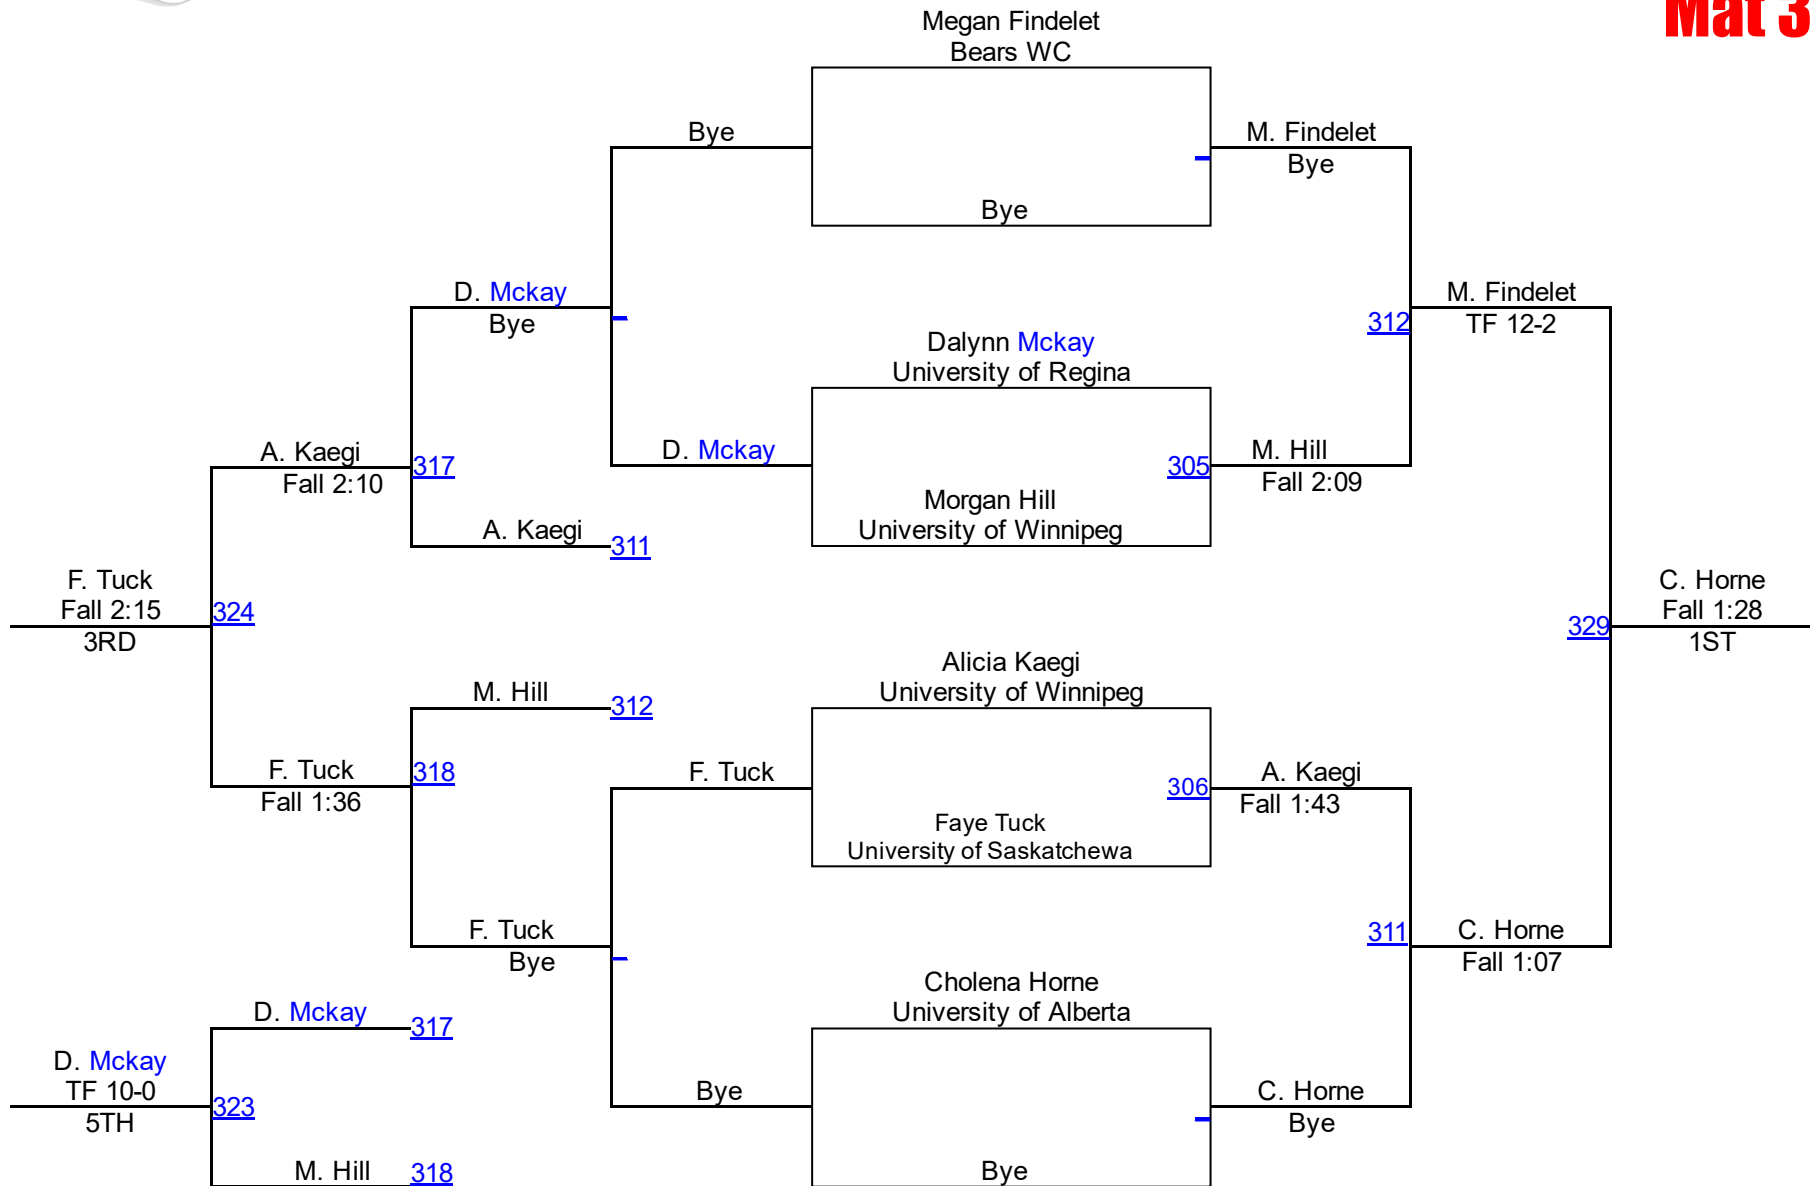 Mat 3
Megan Findelet
Bears WC
Bye
M. Findelet
Bye
Bye
D. Mckay
Bye
M. Findelet
TF 12-2
312
Dalynn Mckay
University of Regina
A. Kaegi
Fall 2:10
317
D. Mckay
305
M. Hill
Fall 2:09
Morgan Hill
University of Winnipeg
A. Kaegi
311
F. Tuck
Fall 2:15
3RD
324
C. Horne
Fall 1:28
1ST
329
Alicia Kaegi
University of Winnipeg
M. Hill
312
F. Tuck
Fall 1:36
318
F. Tuck
306
A. Kaegi
Fall 1:43
Faye Tuck
University of Saskatchewa
F. Tuck
Bye
311
C. Horne
Fall 1:07
Cholena Horne
University of Alberta
D. Mckay
317
D. Mckay
TF 10-0
5TH
323
Bye
C. Horne
Bye
M. Hill
318
Bye